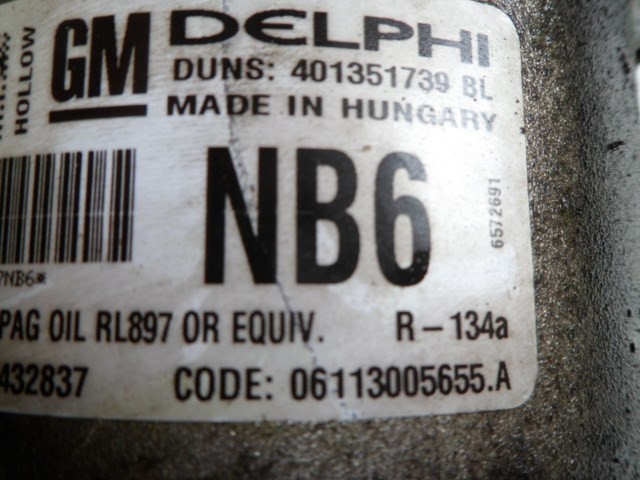 HOLLOW
GM DELPHI
DUNS: 401351739 BL
MADE IN HUNGARY
NB6
6572691
PNB6*
PAG OIL RL897 OR EQUIV. R-134a
432837 CODE: 06113005655.A